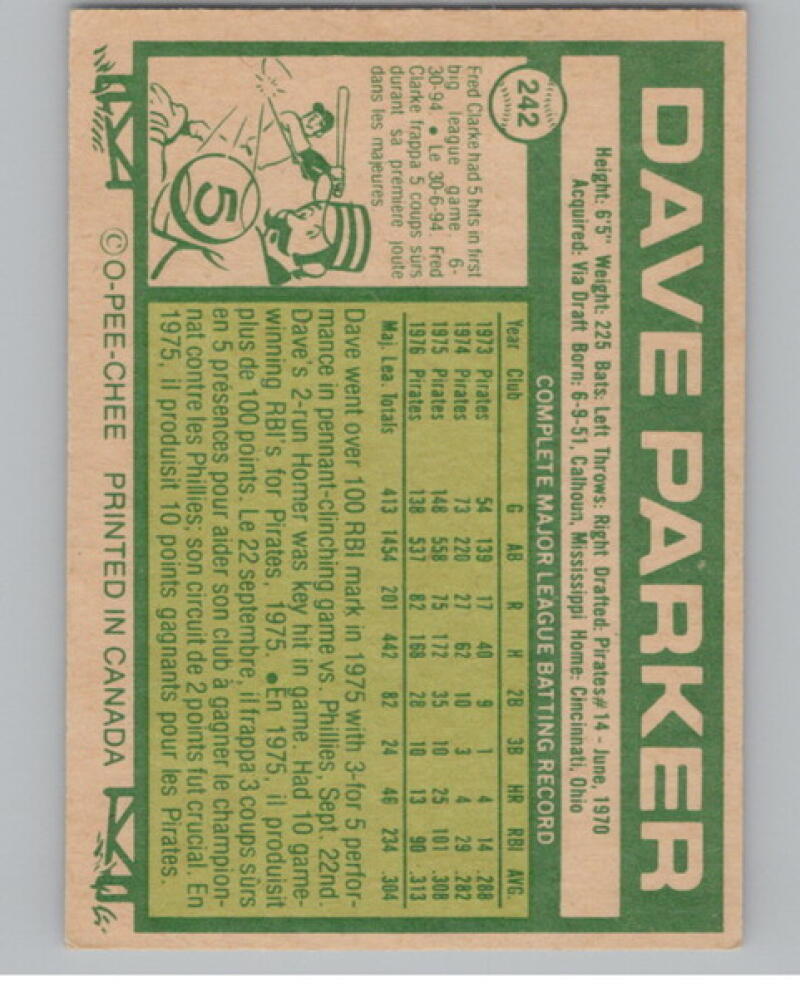 DAVE PARKER
Height: 6'5" Weight: 225 Bats: Left Throws: Right Drafted: Pirates#14 - June, 1970
Acquired: Via Draft Born: 6-9-51, Calhoun, Mississippi Home: Cincinnati, Ohio
242
Fred Clarke had 5 hits in first
big league game, 6-
30-94. ● Le 30-6-94, Fred
Clarke frappa 5 coups sûrs
durant sa première joute
dans les majeures
5
COMPLETE MAJOR LEAGUE BATTING RECORD
Year Club G AB R H 2B 3B HR RBI AVG.
1973 Pirates 54 139 17 40 9 1 4 14 .288
1974 Pirates 73 220 27 62 10 3 4 29 .282
1975 Pirates 148 558 75 172 35 10 25 101 .308
1976 Pirates 138 537 82 168 28 10 13 90 .313
Maj. Lea. Totals 413 1454 201 442 82 24 46 234 .304
Dave went over 100 RBI mark in 1975 with 3-for 5 perfor-
mance in pennant-clinching game vs. Phillies, Sept. 22nd.
Dave's 2-run Homer was key hit in game. Had 10 game-
winning RBI's for Pirates, 1975. ●En 1975, il produisit
plus de 100 points. Le 22 septembre, il frappa 3 coups sûrs
en 5 présences pour aider son club à gagner le champion-
nat contre les Phillies; son circuit de 2 points fut crucial. En
1975, il produisit 10 points gagnants pour les Pirates.
©O-PEE-CHEE PRINTED IN CANADA